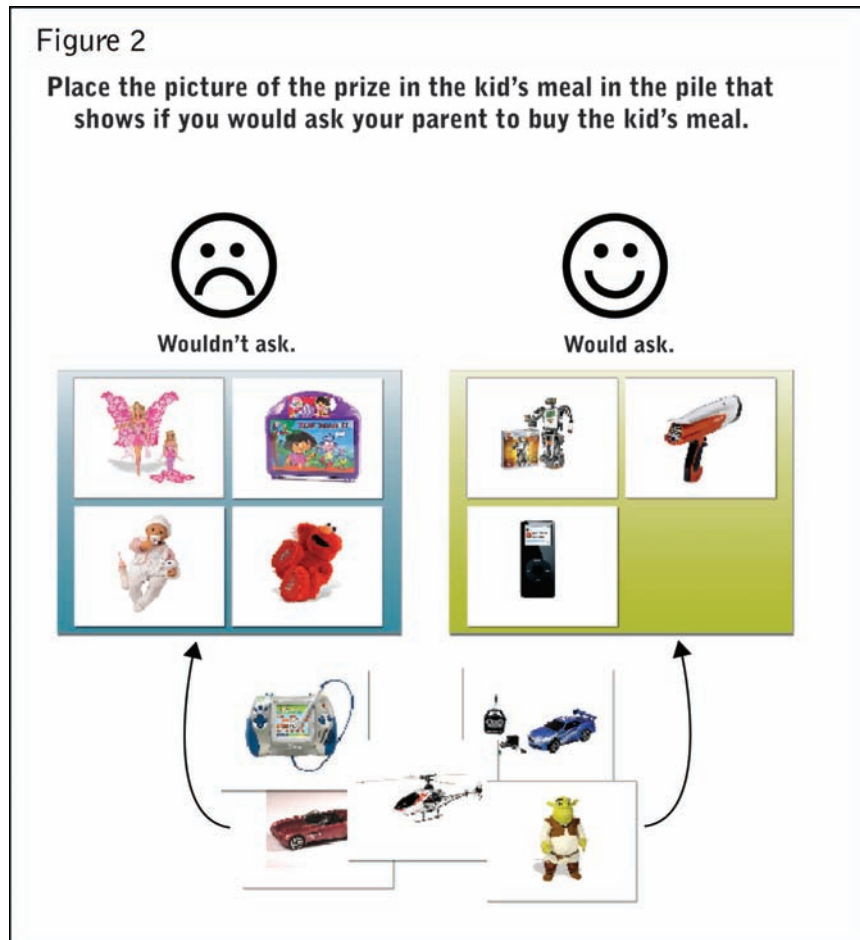 Figure 2
Place the picture of the prize in the kid's meal in the pile that
shows if you would ask your parent to buy the kid's meal.
Wouldn't ask.
Would ask.